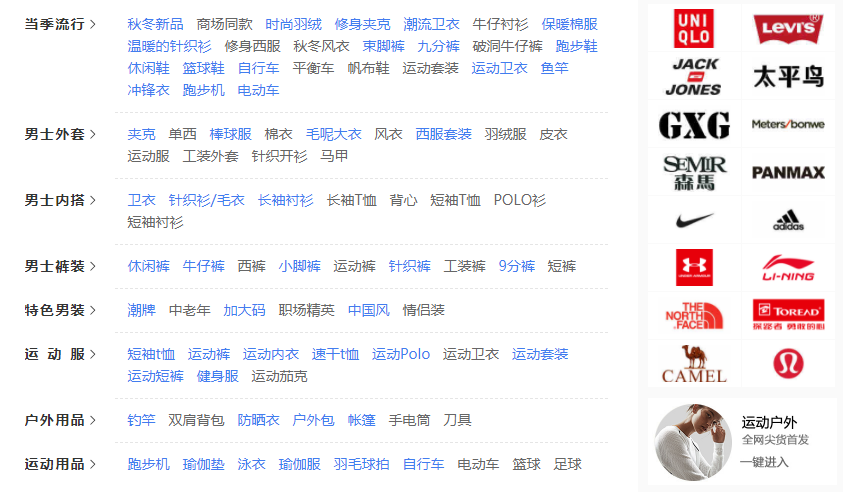 当季流行 > 秋冬新品 商场同款 时尚羽绒 修身夹克 潮流卫衣 牛仔衬衫 保暖棉服
温暖的针织衫 修身西服 秋冬风衣 束脚裤 九分裤 破洞牛仔裤 跑步鞋
休闲鞋 篮球鞋 自行车 平衡车 帆布鞋 运动套装 运动卫衣 鱼竿
冲锋衣 跑步机 电动车
男士外套 > 夹克 单西 棒球服 棉衣 毛呢大衣 风衣 西服套装 羽绒服 皮衣
运动服 工装外套 针织开衫 马甲
男士内搭 > 卫衣 针织衫/毛衣 长袖衬衫 长袖T恤 背心 短袖T恤 POLO衫
短袖衬衫
男士裤装 > 休闲裤 牛仔裤 西裤 小脚裤 运动裤 针织裤 工装裤 9分裤 短裤
特色男装 > 潮牌 中老年 加大码 职场精英 中国风 情侣装
运 动 服 > 短袖t恤 运动裤 运动内衣 速干t恤 运动Polo 运动卫衣 运动套装
运动短裤 健身服 运动茄克
户外用品 > 钓竿 双肩背包 防晒衣 户外包 帐篷 手电筒 刀具
运动用品 > 跑步机 瑜伽垫 泳衣 瑜伽服 羽毛球拍 自行车 电动车 篮球 足球
UNI
QLO
LEVI'S®
JACK
JONES
太平鸟
GXG
Meters/bonwe
SEMIR
森馬
PANMAX
adidas
UNDER ARMOUR
LI-NING
THE
NORTH
FACE
TOREAD
探路者 勇敢的心
CAMEL
运动户外
全网尖货首发
一键进入